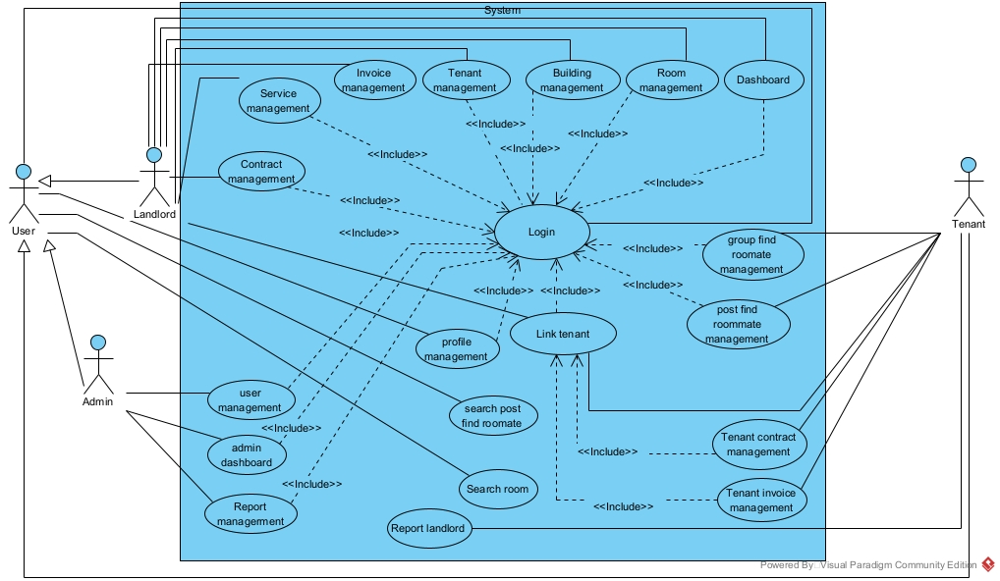 System
Invoice
management
Tenant
management
Building
management
Room
management
Dashboard
Service
management
<<Include>>
<<Include>>
<<Include>>
<<Include>>
Contract
managerment
<<Include>>
<<Include>>
Landlord
User
Tenant
Login
<<Include>>
<<Include>>
group find
roomate
management
<<Include>>
<<Include>>
<<Include>>
post find
roommate
management
Link tenant
profile
management
Admin
user
management
search post
find roomate
<<Include>>
admin
dashboard
Tenant contract
management
<<Include>>
<<Include>>
Search room
Tenant invoice
management
<<Include>>
Report
managerment
Report landlord
Powered By Visual Paradigm Community Edition